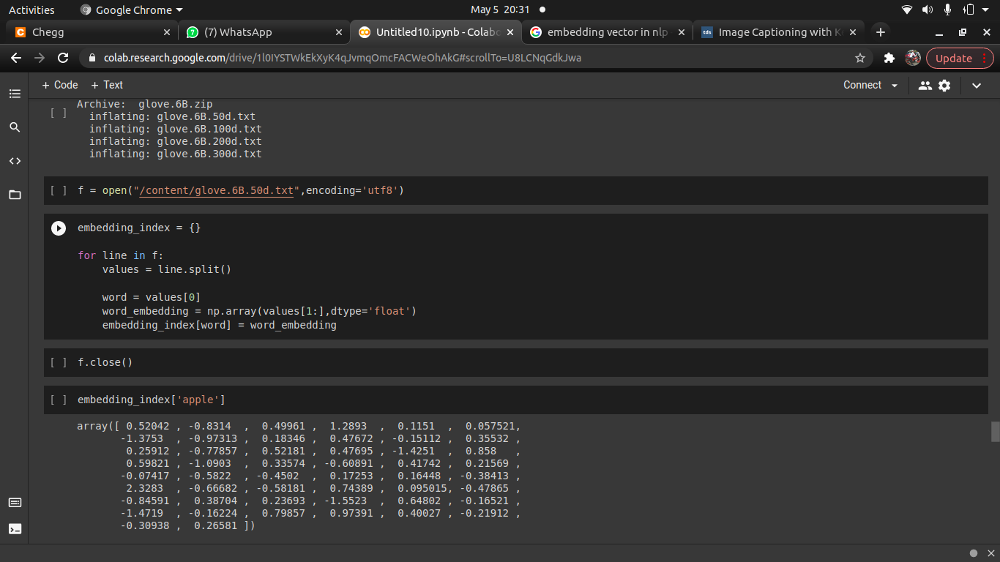 Activities Google Chrome May 5 20:31
Chegg (7) WhatsApp Untitled10.ipynb - Colabo embedding vector in nlp Image Captioning with K
colab.research.google.com/drive/1l0IYSTWkEkXyK4qJvmqOmcFACWeOhAkG#scrollTo=U8LCNqGdkJwa Update
+ Code + Text Connect
Archive:  glove.6B.zip
[ ]
inflating: glove.6B.50d.txt
inflating: glove.6B.100d.txt
inflating: glove.6B.200d.txt
inflating: glove.6B.300d.txt
[ ] f = open("/content/glove.6B.50d.txt",encoding='utf8')
embedding_index = {}
for line in f:
values = line.split()
word = values[0]
word_embedding = np.array(values[1:],dtype='float')
embedding_index[word] = word_embedding
[ ] f.close()
[ ] embedding_index['apple']
array([ 0.52042 , -0.8314  ,  0.49961 ,  1.2893  ,  0.1151  ,  0.057521,
-1.3753  , -0.97313 ,  0.18346 ,  0.47672 , -0.15112 ,  0.35532 ,
0.25912 , -0.77857 ,  0.52181 ,  0.47695 , -1.4251  ,  0.858   ,
0.59821 , -1.0903  ,  0.33574 , -0.60891 ,  0.41742 ,  0.21569 ,
-0.07417 , -0.5822  , -0.4502  ,  0.17253 ,  0.16448 , -0.38413 ,
2.3283  , -0.66682 , -0.58181 ,  0.74389 ,  0.095015, -0.47865 ,
-0.84591 ,  0.38704 ,  0.23693 , -1.5523  ,  0.64802 , -0.16521 ,
-1.4719  , -0.16224 ,  0.79857 ,  0.97391 ,  0.40027 , -0.21912 ,
-0.30938 ,  0.26581 ])